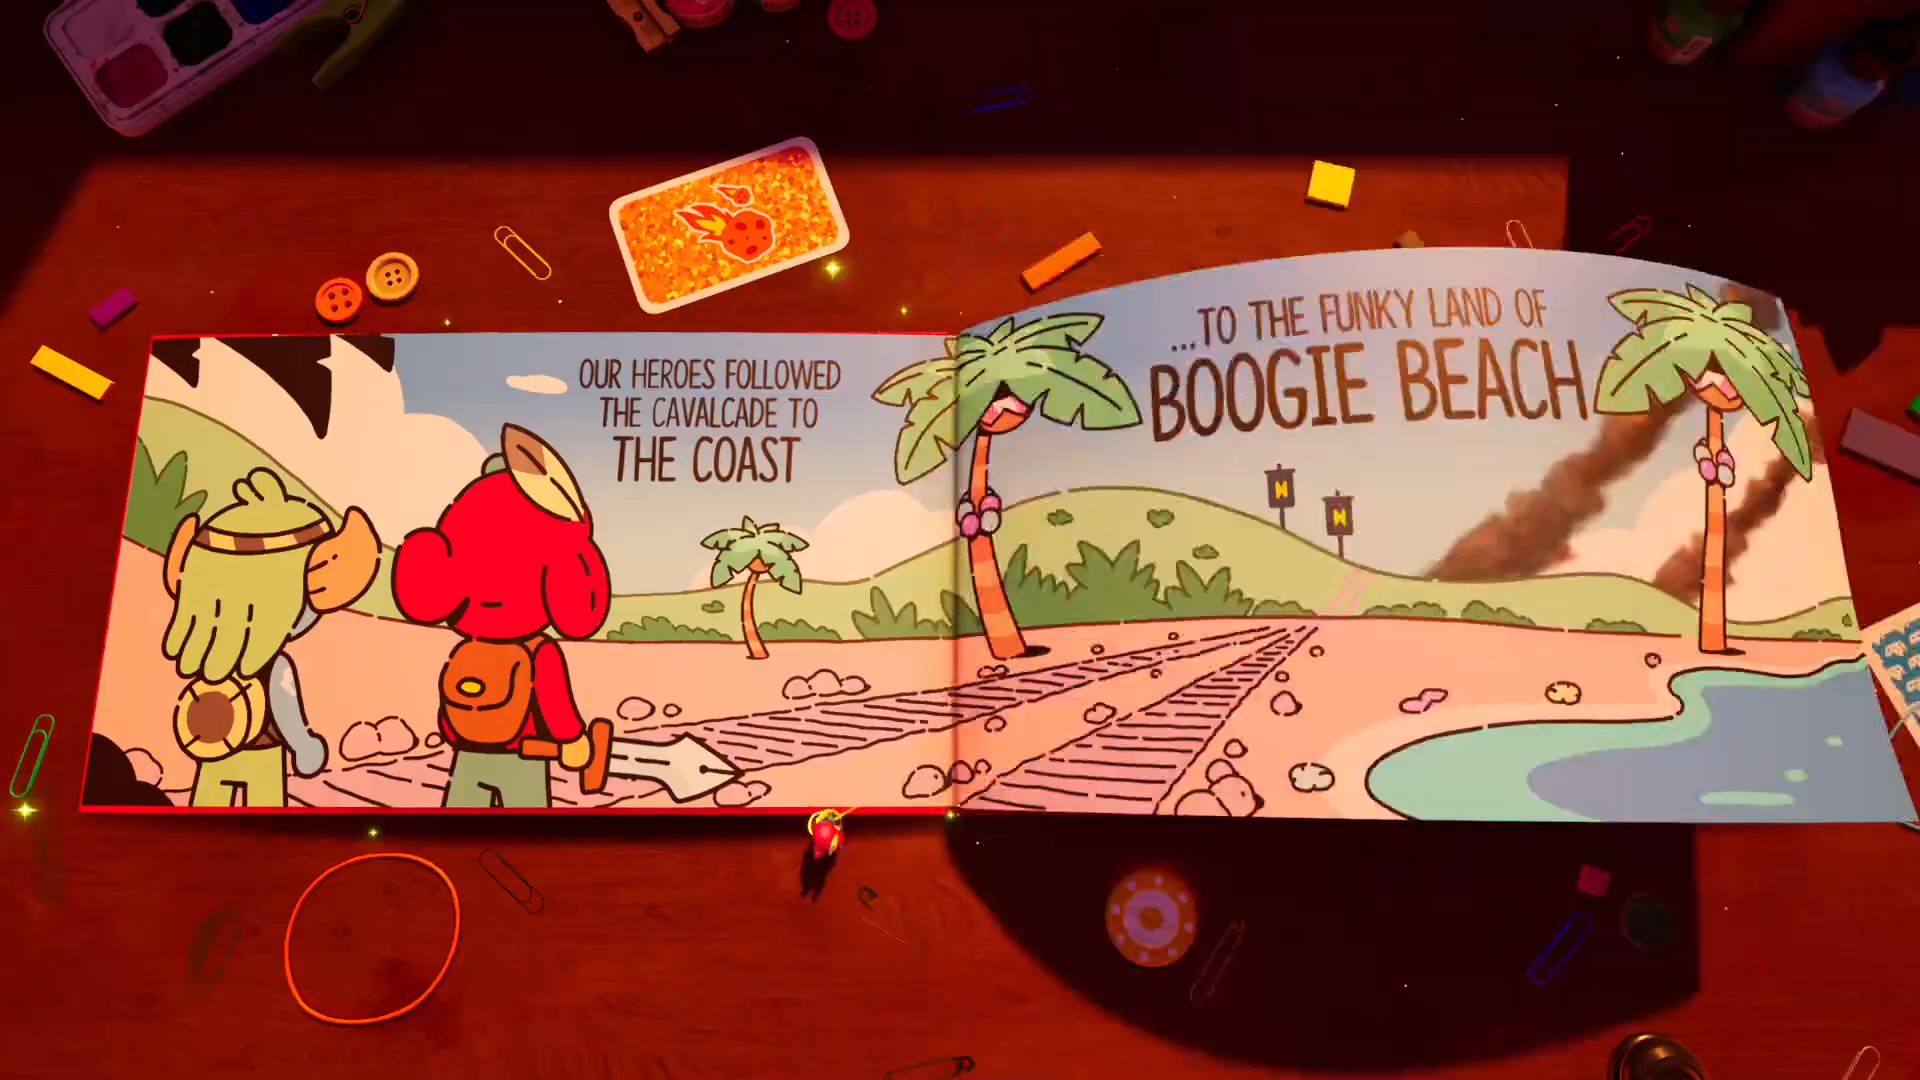 OUR HEROES FOLLOWED
THE CAVALCADE TO
THE COAST
...TO THE FUNKY LAND OF
BOOGIE BEACH